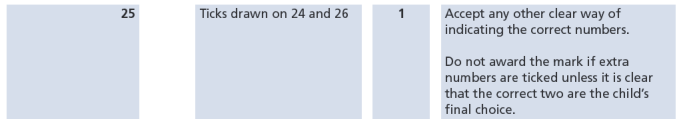 25 Ticks drawn on 24 and 26 1 Accept any other clear way of
indicating the correct numbers.
Do not award the mark if extra
numbers are ticked unless it is clear
that the correct two are the child's
final choice.